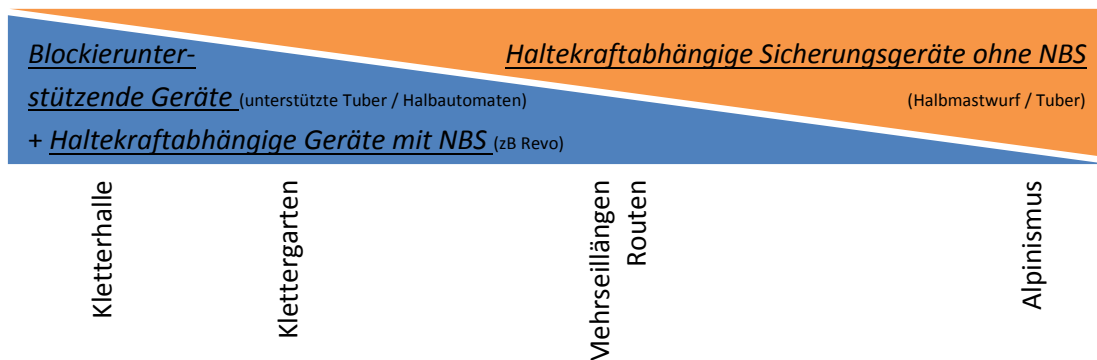 Blockierunter-
stützende Geräte (unterstützte Tuber / Halbautomaten)
+ Haltekraftabhängige Geräte mit NBS (zB Revo)
Haltekraftabhängige Sicherungsgeräte ohne NBS
(Halbmastwurf / Tuber)
Kletterhalle
Klettergarten
Mehrseillängen
Routen
Alpinismus